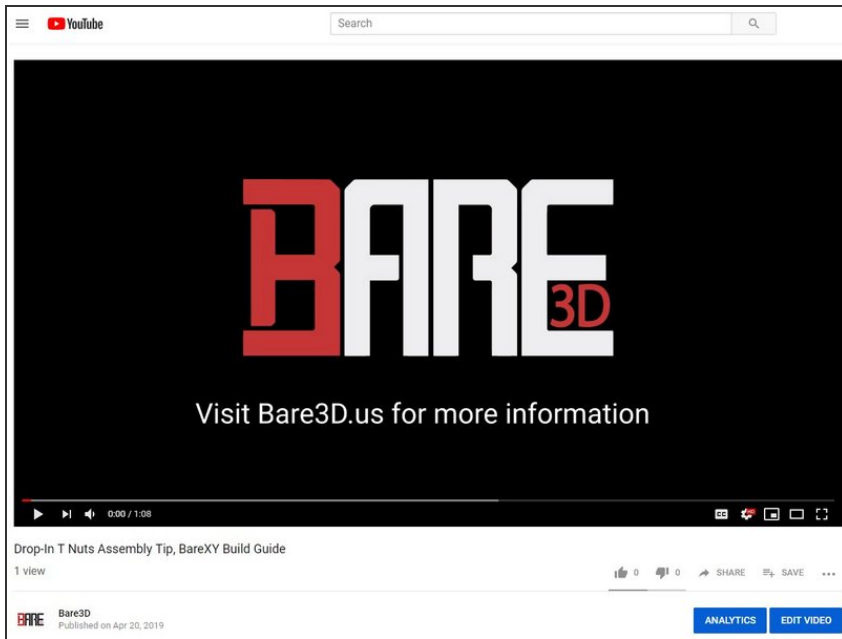 YouTube
Search
BARE
3D
Visit Bare3D.us for more information
0:00 / 1:08
CC
HD
Drop-In T Nuts Assembly Tip, BareXY Build Guide
1 view
0
0
SHARE
SAVE
BARE
Bare3D
Published on Apr 20, 2019
ANALYTICS
EDIT VIDEO